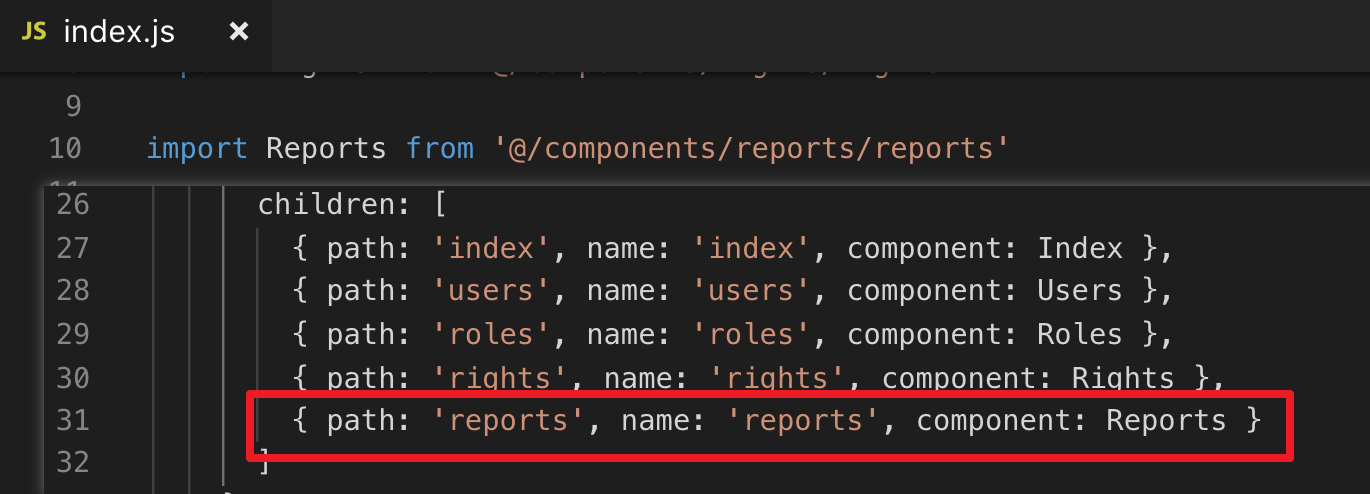 JS index.js ×
9
10 import Reports from '@/components/reports/reports'
26 children: [
27 { path: 'index', name: 'index', component: Index },
28 { path: 'users', name: 'users', component: Users },
29 { path: 'roles', name: 'roles', component: Roles },
30 { path: 'rights', name: 'rights', component: Rights },
31 { path: 'reports', name: 'reports', component: Reports }
32 ]